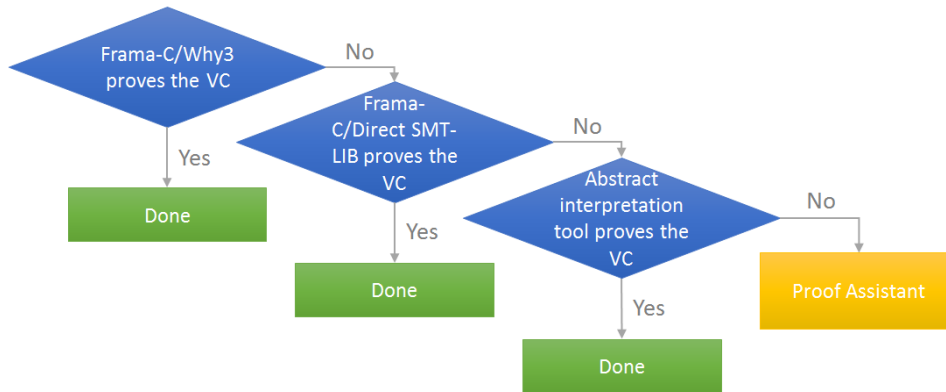 Frama-C/Why3
proves the VC
No
Frama-
C/Direct SMT-
LIB proves the
VC
No
Yes
Done
Abstract
interpretation
tool proves the
VC
No
Yes
Done
Proof Assistant
Yes
Done